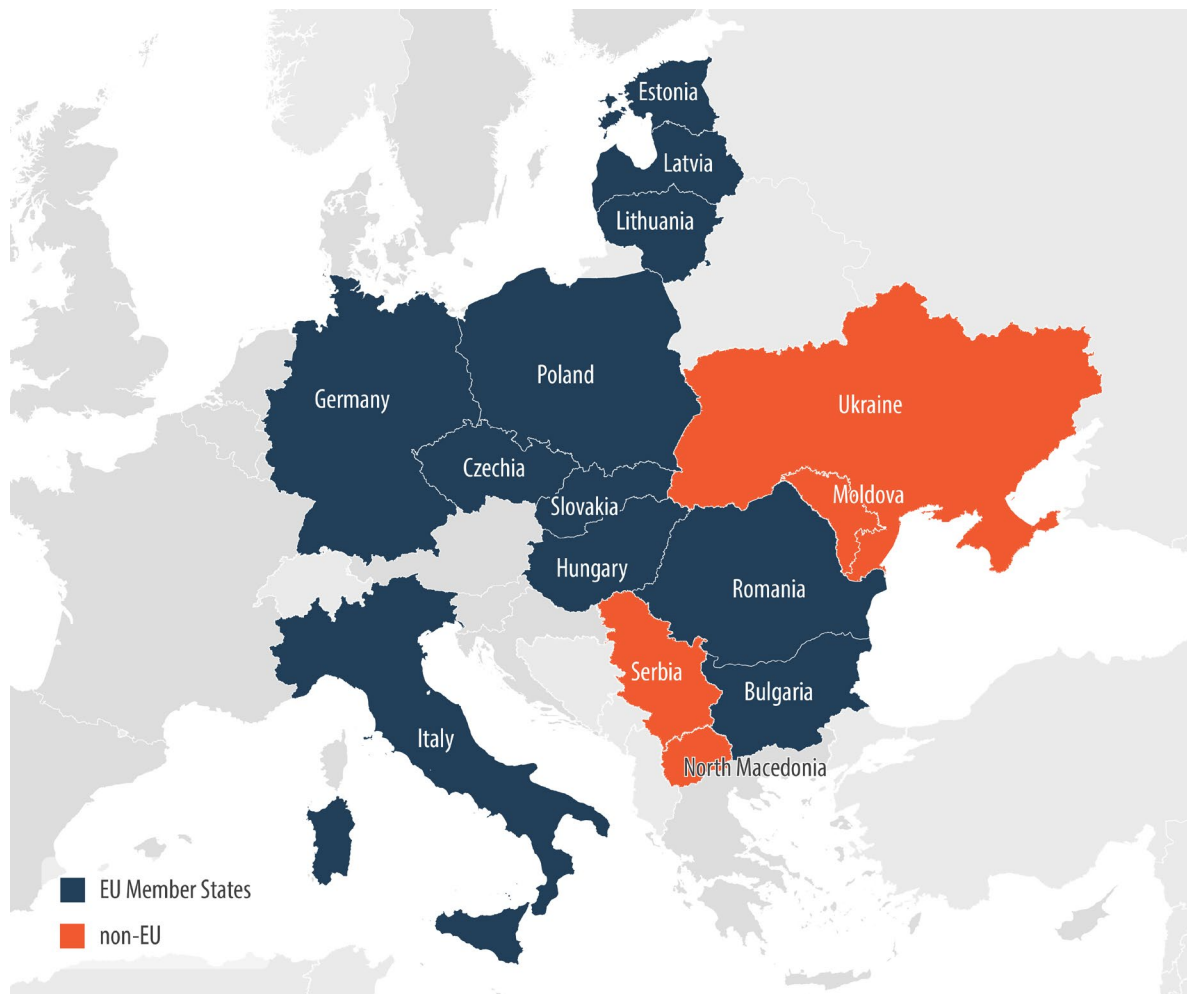 Estonia
Latvia
Lithuania
Poland
Germany
Ukraine
Czechia
Moldova
Slovakia
Hungary
Romania
Serbia
Bulgaria
Italy
North Macedonia
EU Member States
non-EU